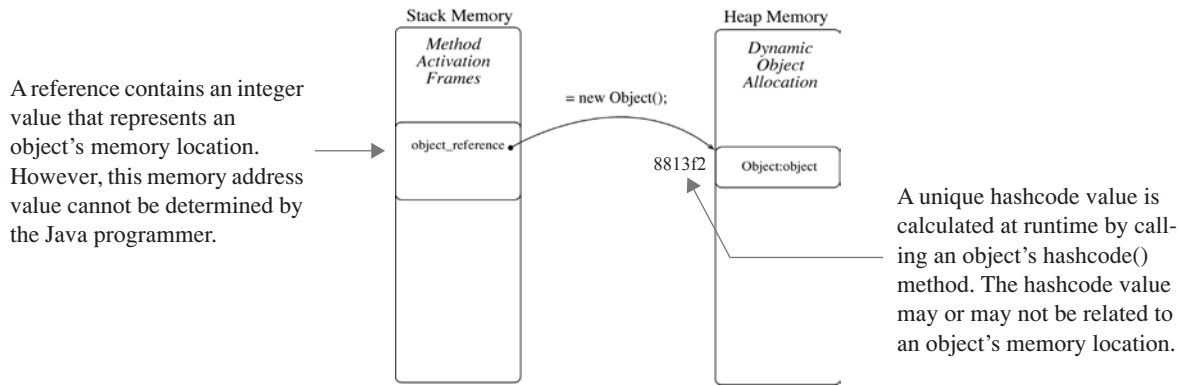 Stack Memory
Heap Memory
Method
Activation
Frames
Dynamic
Object
Allocation
A reference contains an integer
value that represents an
object’s memory location.
However, this memory address
value cannot be determined by
the Java programmer.
= new Object();
object_reference
8813f2
Object:object
A unique hashcode value is
calculated at runtime by call-
ing an object’s hashcode()
method. The hashcode value
may or may not be related to
an object’s memory location.